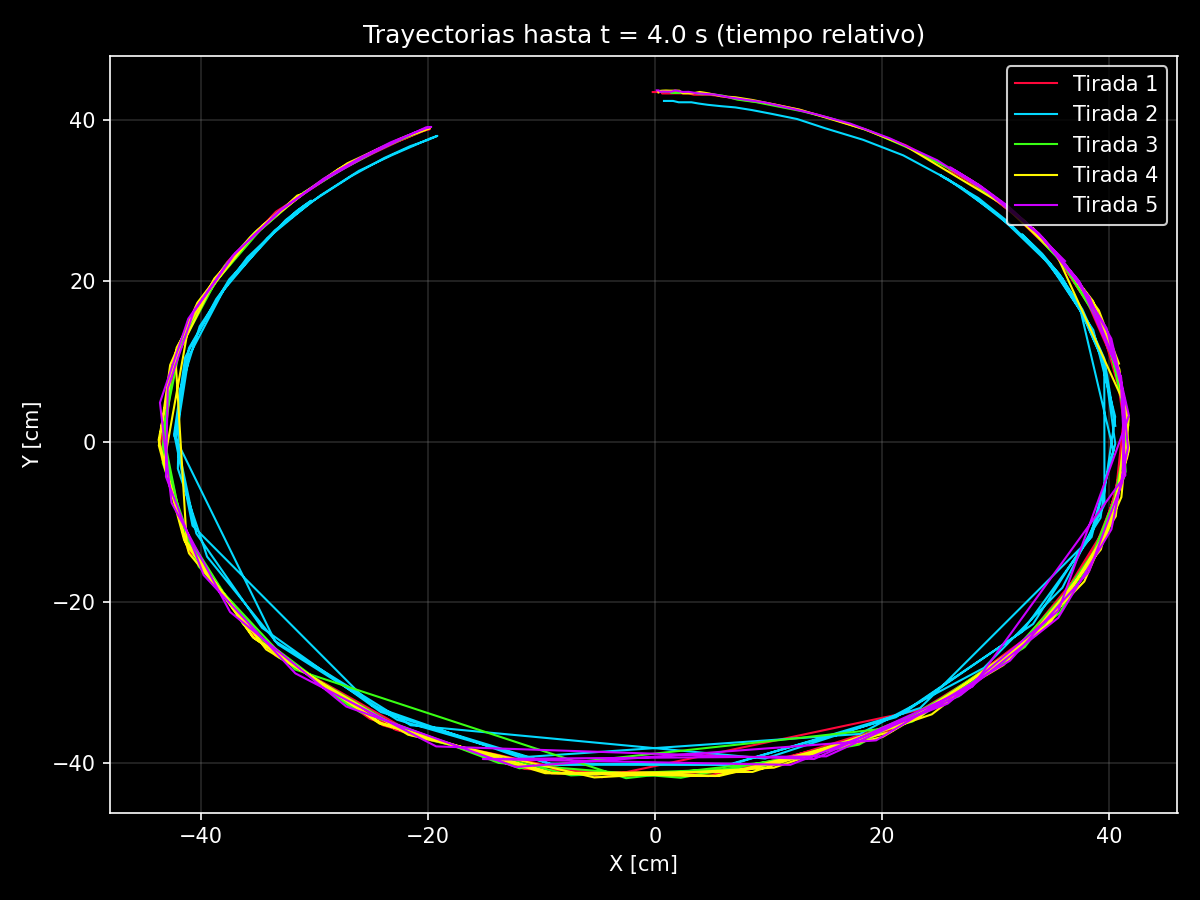 Trayectorias hasta t = 4.0 s (tiempo relativo)
Tirada 1
Tirada 2
Tirada 3
Tirada 4
Tirada 5
40
20
0
−20
−40
Y [cm]
−40
−20
0
20
40
X [cm]